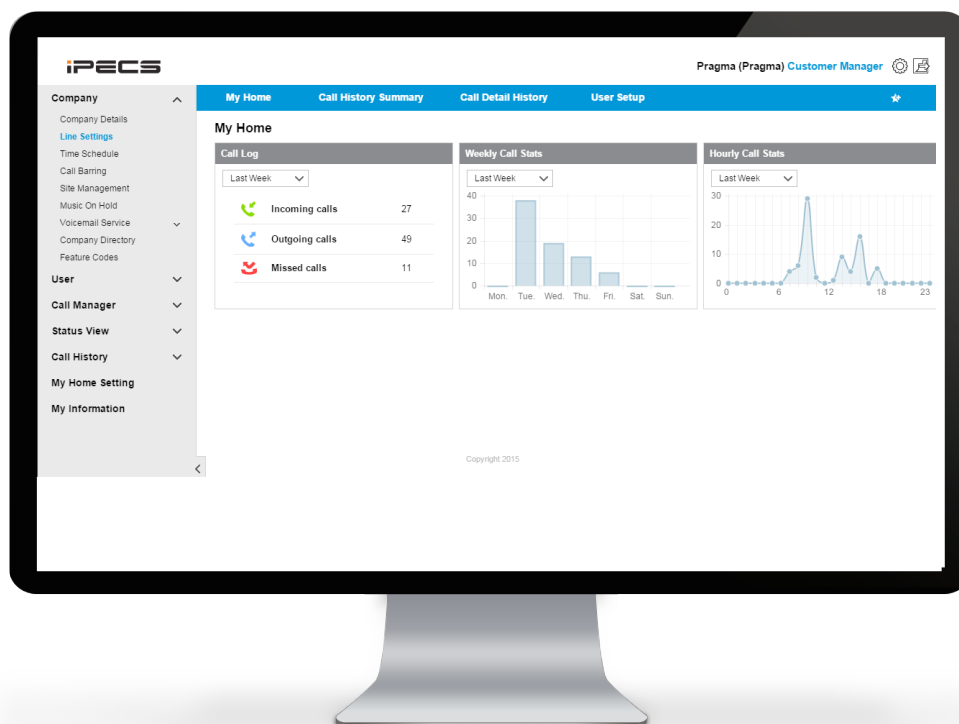 iPECS
Pragma (Pragma) Customer Manager
Company
Company Details
Line Settings
Time Schedule
Call Barring
Site Management
Music On Hold
Voicemail Service
Company Directory
Feature Codes
User
Call Manager
Status View
Call History
My Home Setting
My Information
My Home Call History Summary Call Detail History User Setup
My Home
Call Log
Last Week
Incoming calls 27
Outgoing calls 49
Missed calls 11
Weekly Call Stats
Last Week
40
30
20
10
0
Mon. Tue. Wed. Thu. Fri. Sat. Sun.
Hourly Call Stats
Last Week
30
20
10
0
0 6 12 18 23
Copyright 2015